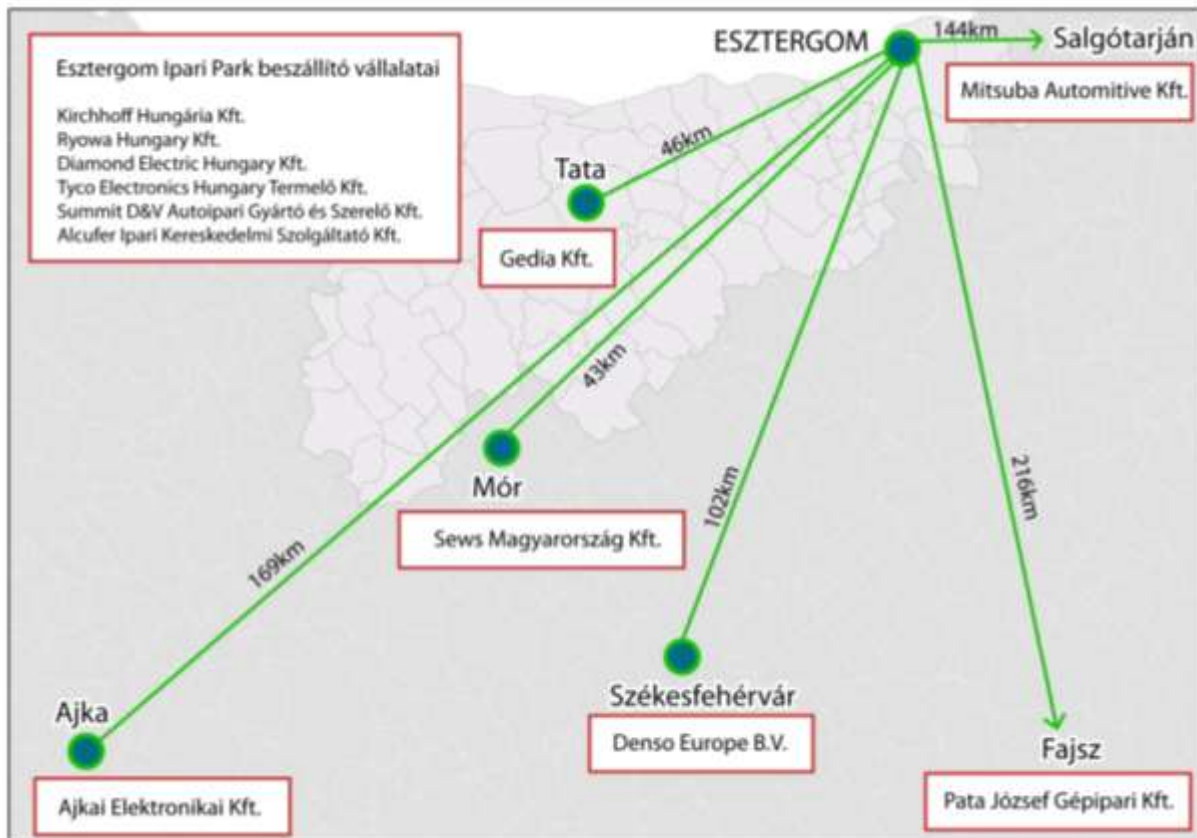 Esztergom Ipari Park beszállító vállalatai
Kirchhoff Hungária Kft.
Ryowa Hungary Kft.
Diamond Electric Hungary Kft.
Tyco Electronics Hungary Termelő Kft.
Summit D&V Autoipari Gyártó és Szerelő Kft.
Alcufer Ipari Kereskedelmi Szolgáltató Kft.
ESZTERGOM
144km
Salgótarján
Mitsuba Automitive Kft.
46km
Tata
Gedia Kft.
43km
Mór
Sews Magyarország Kft.
102km
216km
169km
Székesfehérvár
Denso Europe B.V.
Ajka
Ajkai Elektronikai Kft.
Fajsz
Pata József Gépipari Kft.